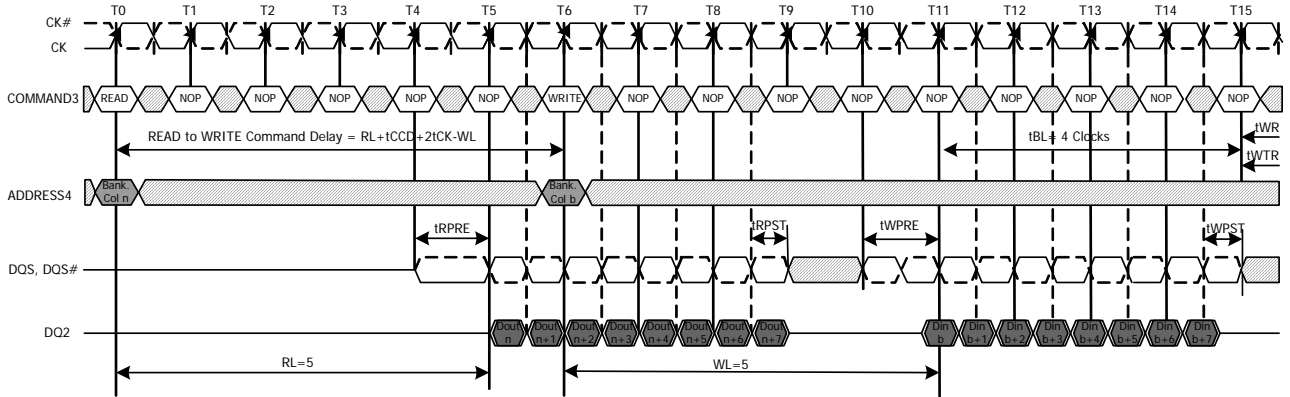 T0 T1 T2 T3 T4 T5 T6 T7 T8 T9 T10 T11 T12 T13 T14 T15
CK#
CK
COMMAND3 READ NOP NOP NOP NOP NOP WRITE NOP NOP NOP NOP NOP NOP NOP NOP NOP
READ to WRITE Command Delay = RL+tCCD+2tCK-WL
tBL= 4 Clocks
tWR
tWTR
ADDRESS4
Bank.
Col n
Bank.
Col b
tRPRE tRPST tWPRE tWPST
DQS, DQS#
DQ2
Dout
n
Dout
n+1
Dout
n+2
Dout
n+3
Dout
n+4
Dout
n+5
Dout
n+6
Dout
n+7
Din
b
Din
b+1
Din
b+2
Din
b+3
Din
b+4
Din
b+5
Din
b+6
Din
b+7
RL=5 WL=5